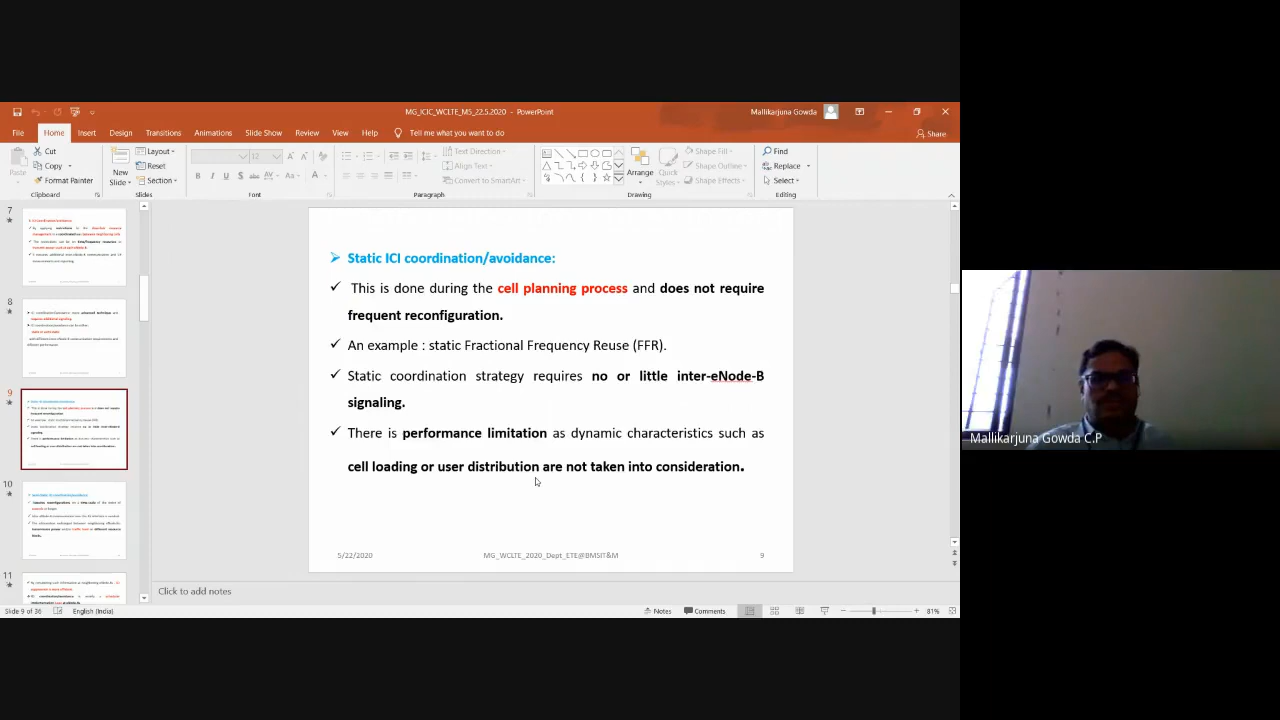 MG_ICIC_WCLTE_M5_22.5.2020 - PowerPoint
Mallikarjuna Gowda
File Home Insert Design Transitions Animations Slide Show Review View Help Tell me what you want to do
Share
Paste
Cut
Copy
Format Painter
Clipboard
New
Slide
Layout
Reset
Section
Slides
12
Font
Text Direction
Align Text
Convert to SmartArt
Paragraph
Arrange
Quick
Styles
Shape Fill
Shape Outline
Shape Effects
Drawing
Find
Replace
Select
Editing
7
8
9
10
11
Static ICI coordination/avoidance:
This is done during the cell planning process and does not require
frequent reconfiguration.
An example : static Fractional Frequency Reuse (FFR).
Static coordination strategy requires no or little inter-eNode-B
signaling.
There is performance limitation as dynamic characteristics such as
cell loading or user distribution are not taken into consideration.
5/22/2020 MG_WCLTE_2020_Dept_ETE@BMSIT&M 9
Click to add notes
Slide 9 of 36 English (India) Notes Comments 81%
Mallikarjuna Gowda C.P